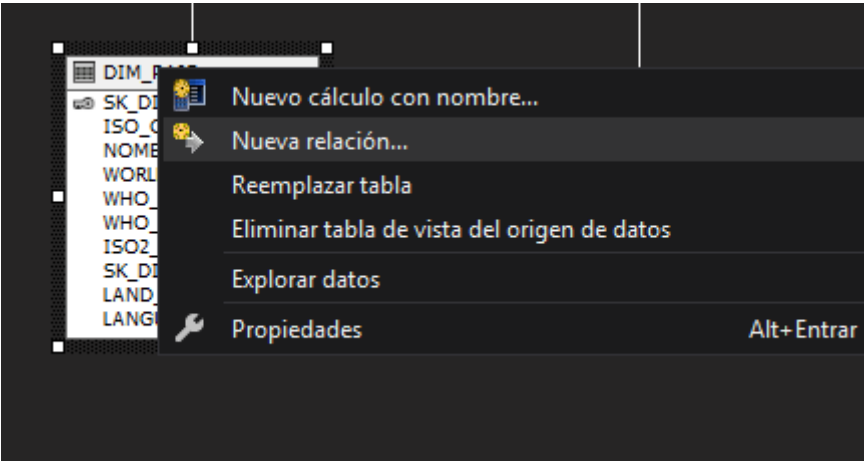 DIM_PAIS
SK_DI
ISO_C
NOMB
WORL
WHO_
WHO_
ISO2_
SK_DI
LAND_
LANG
Nuevo cálculo con nombre...
Nueva relación...
Reemplazar tabla
Eliminar tabla de vista del origen de datos
Explorar datos
Propiedades Alt+Entrar